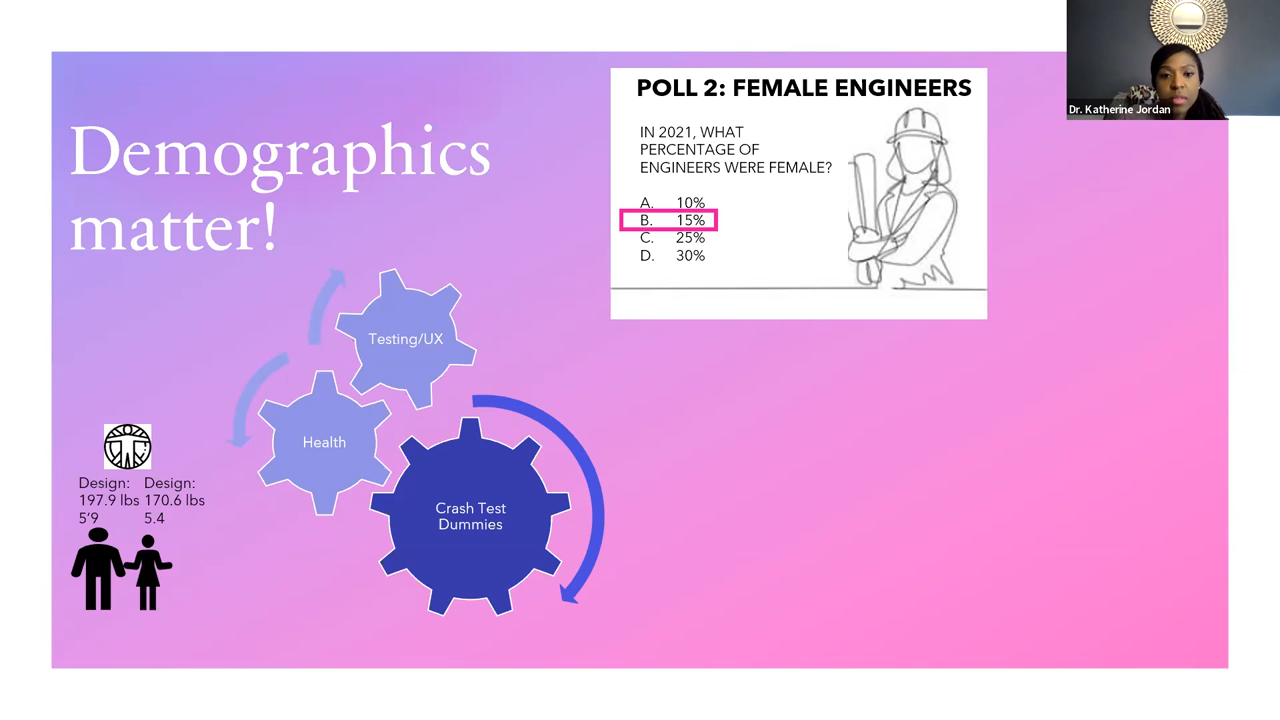 Demographics
matter!
POLL 2: FEMALE ENGINEERS
IN 2021, WHAT
PERCENTAGE OF
ENGINEERS WERE FEMALE?
A. 10%
B. 15%
C. 25%
D. 30%
Dr. Katherine Jordan
Testing/UX
Health
Crash Test
Dummies
Design: Design:
197.9 lbs 170.6 lbs
5'9 5.4